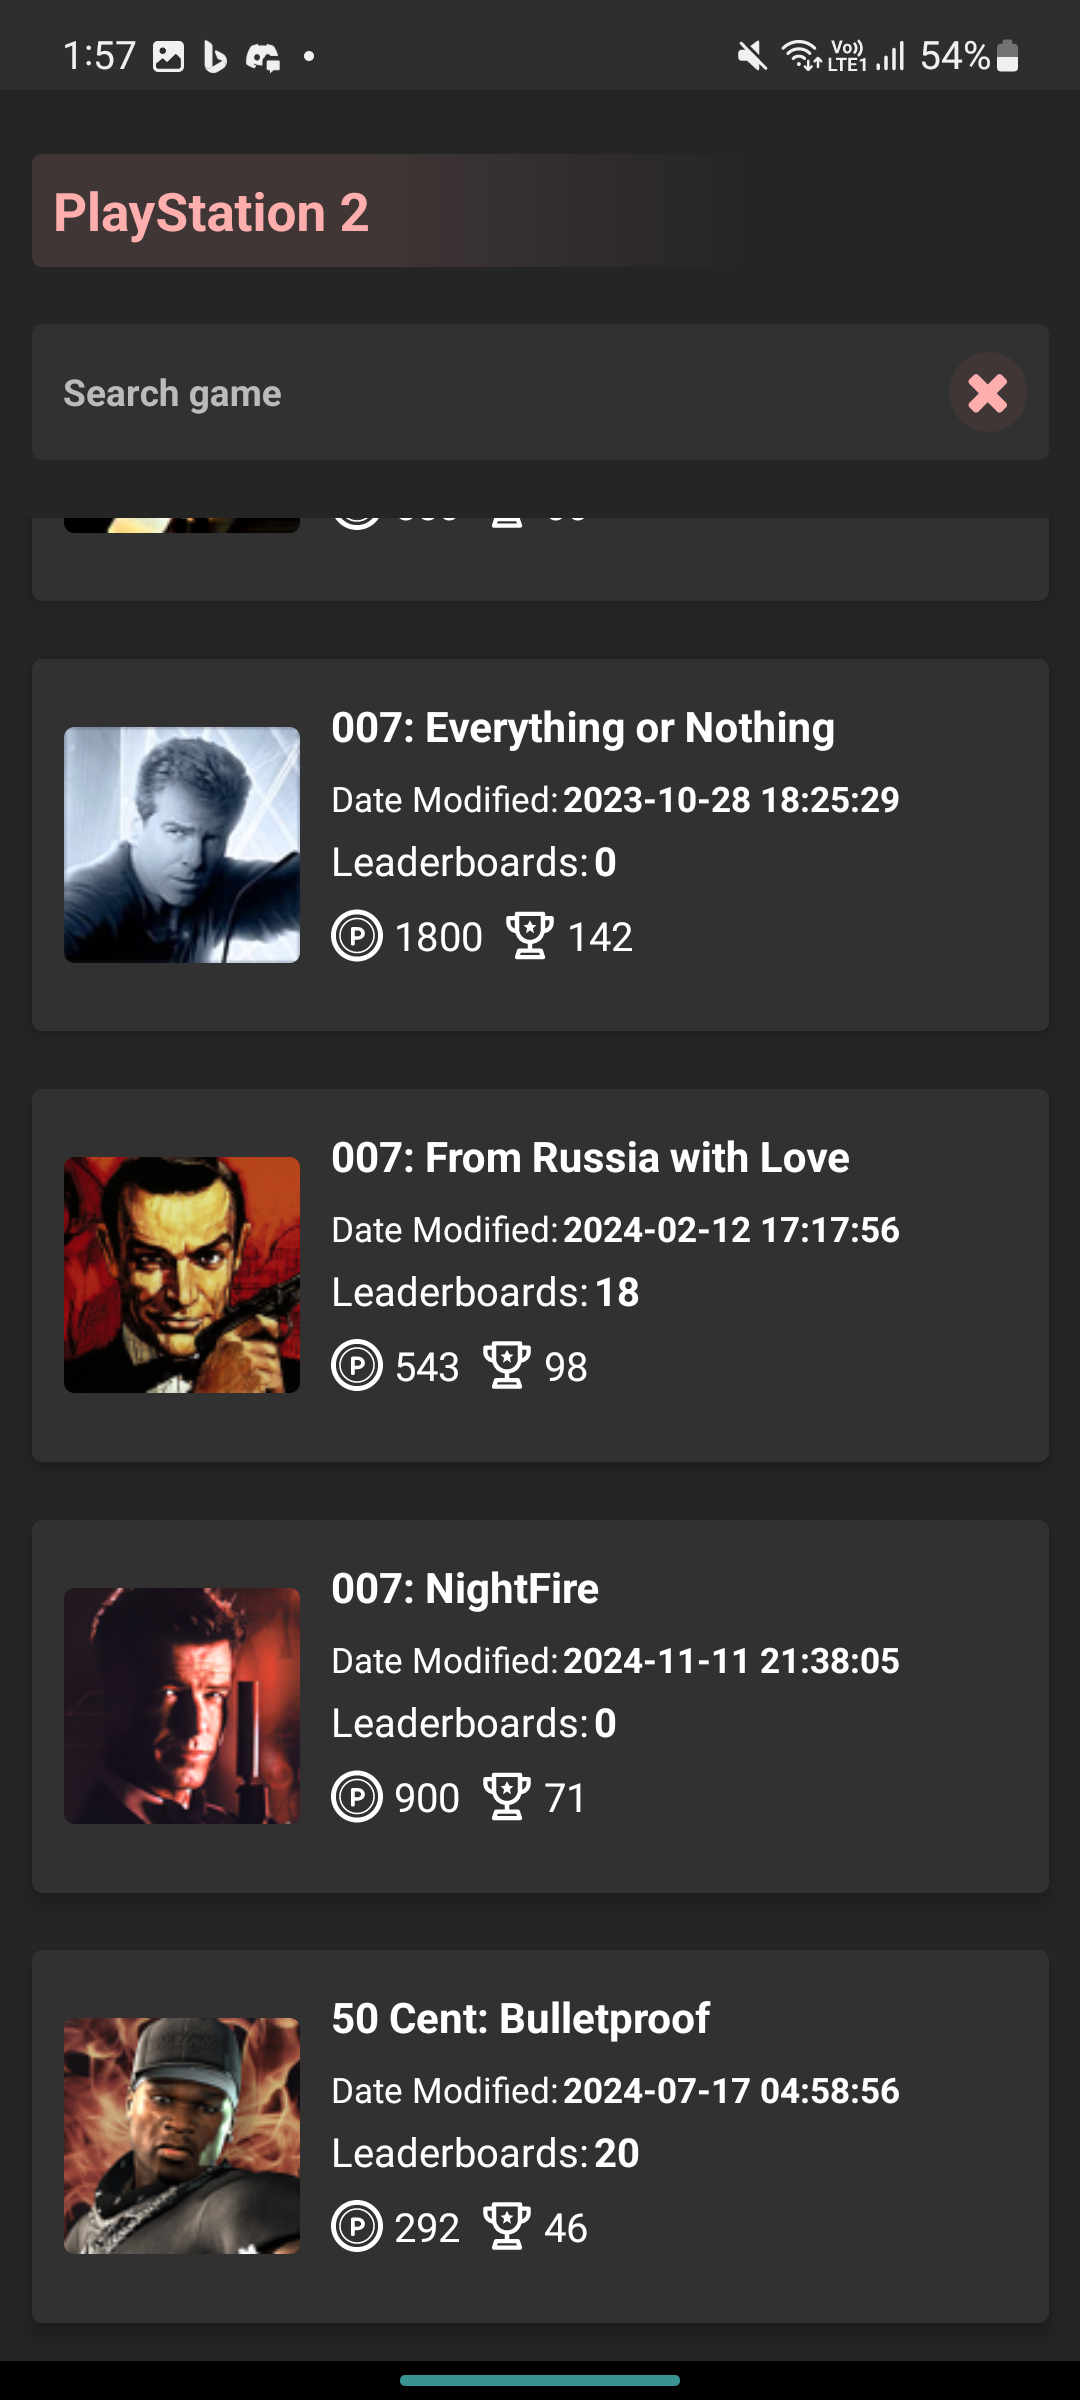 1:57
Vo))
LTE1
54%
PlayStation 2
Search game
007: Everything or Nothing
Date Modified: 2023-10-28 18:25:29
Leaderboards: 0
P 1800 142
007: From Russia with Love
Date Modified: 2024-02-12 17:17:56
Leaderboards: 18
P 543 98
007: NightFire
Date Modified: 2024-11-11 21:38:05
Leaderboards: 0
P 900 71
50 Cent: Bulletproof
Date Modified: 2024-07-17 04:58:56
Leaderboards: 20
P 292 46